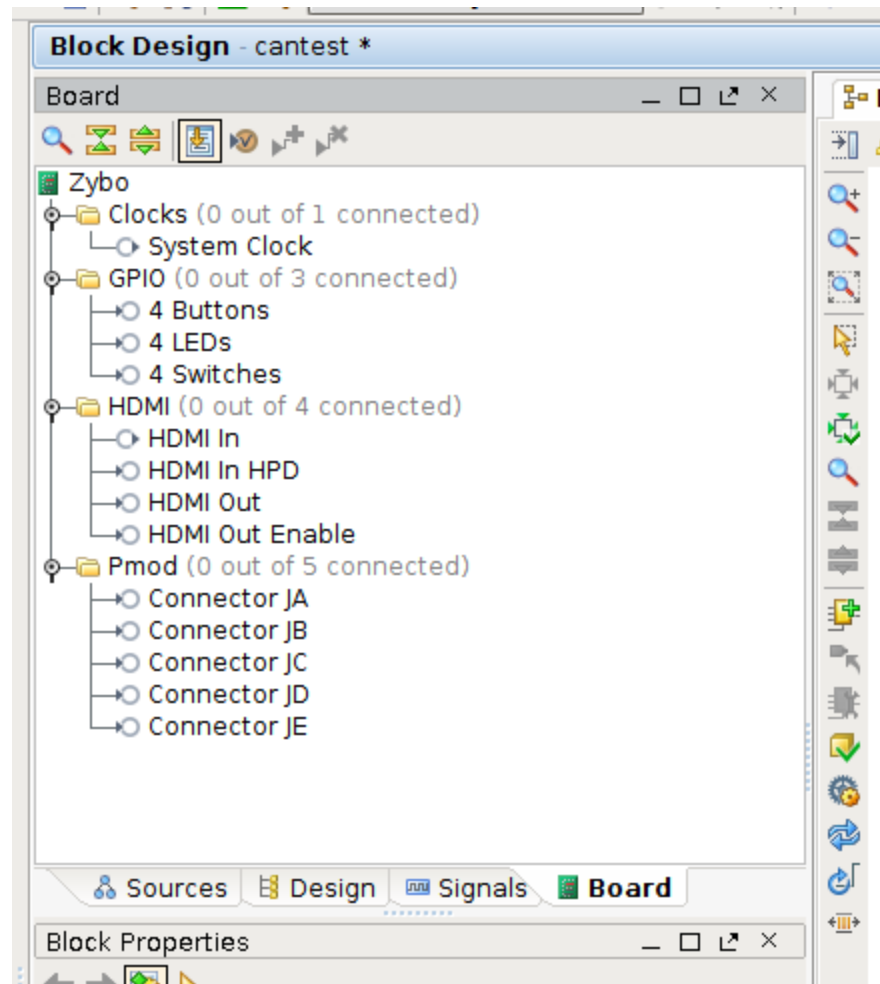 Block Design - cantest *
Board
Zybo
Clocks (0 out of 1 connected)
System Clock
GPIO (0 out of 3 connected)
4 Buttons
4 LEDs
4 Switches
HDMI (0 out of 4 connected)
HDMI In
HDMI In HPD
HDMI Out
HDMI Out Enable
Pmod (0 out of 5 connected)
Connector JA
Connector JB
Connector JC
Connector JD
Connector JE
Sources Design Signals Board
Block Properties